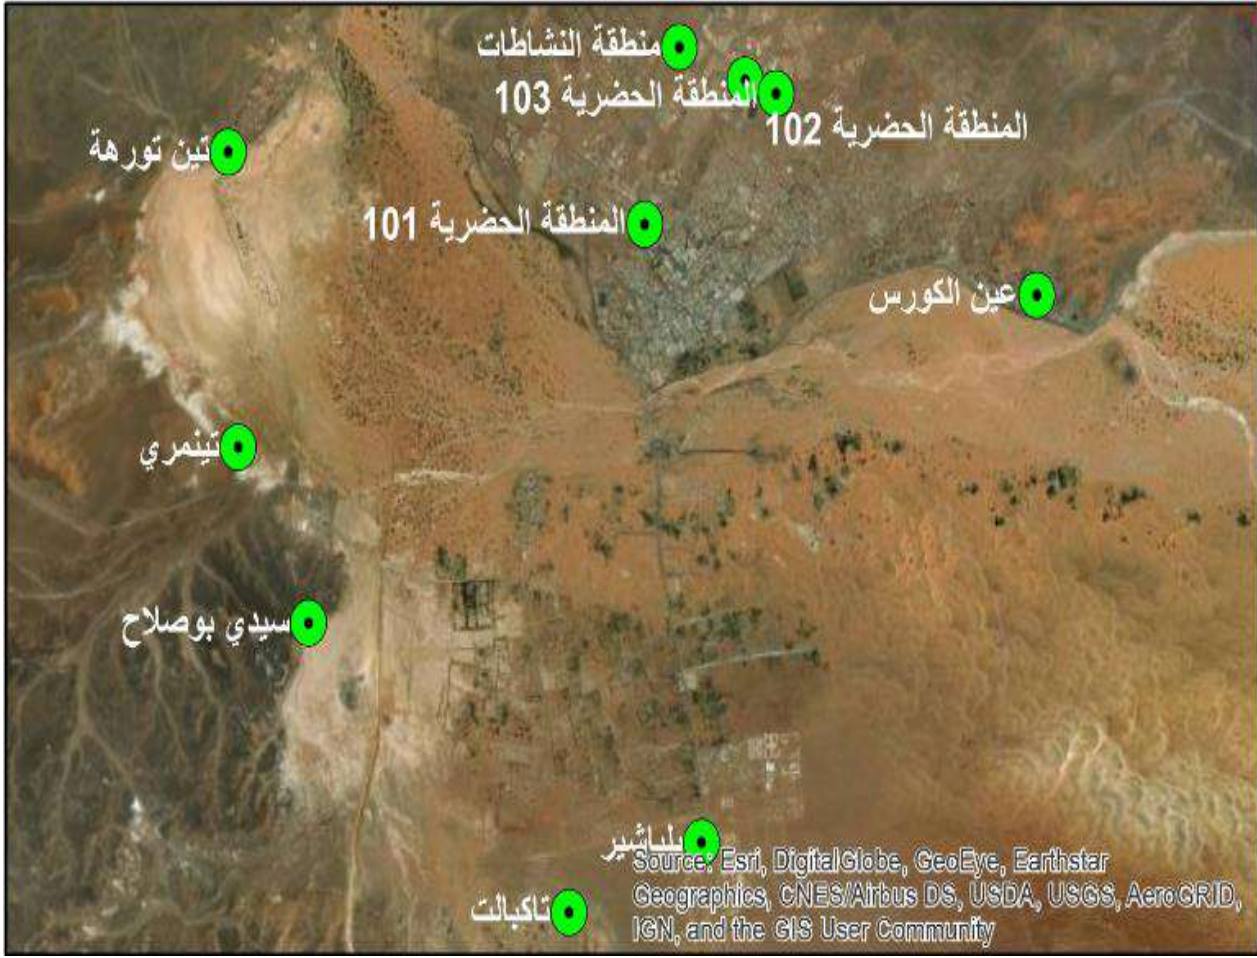 منطقة النشاطات
المنطقة الحضرية 103
المنطقة الحضرية 102
تين تورهة
المنطقة الحضرية 101
عين الكورس
تينمري
سيدي بوصلاح
بلباشير
تاكبالت
Source: Esri, DigitalGlobe, GeoEye, Earthstar
Geographics, CNES/Airbus DS, USDA, USGS, AeroGRID,
IGN, and the GIS User Community